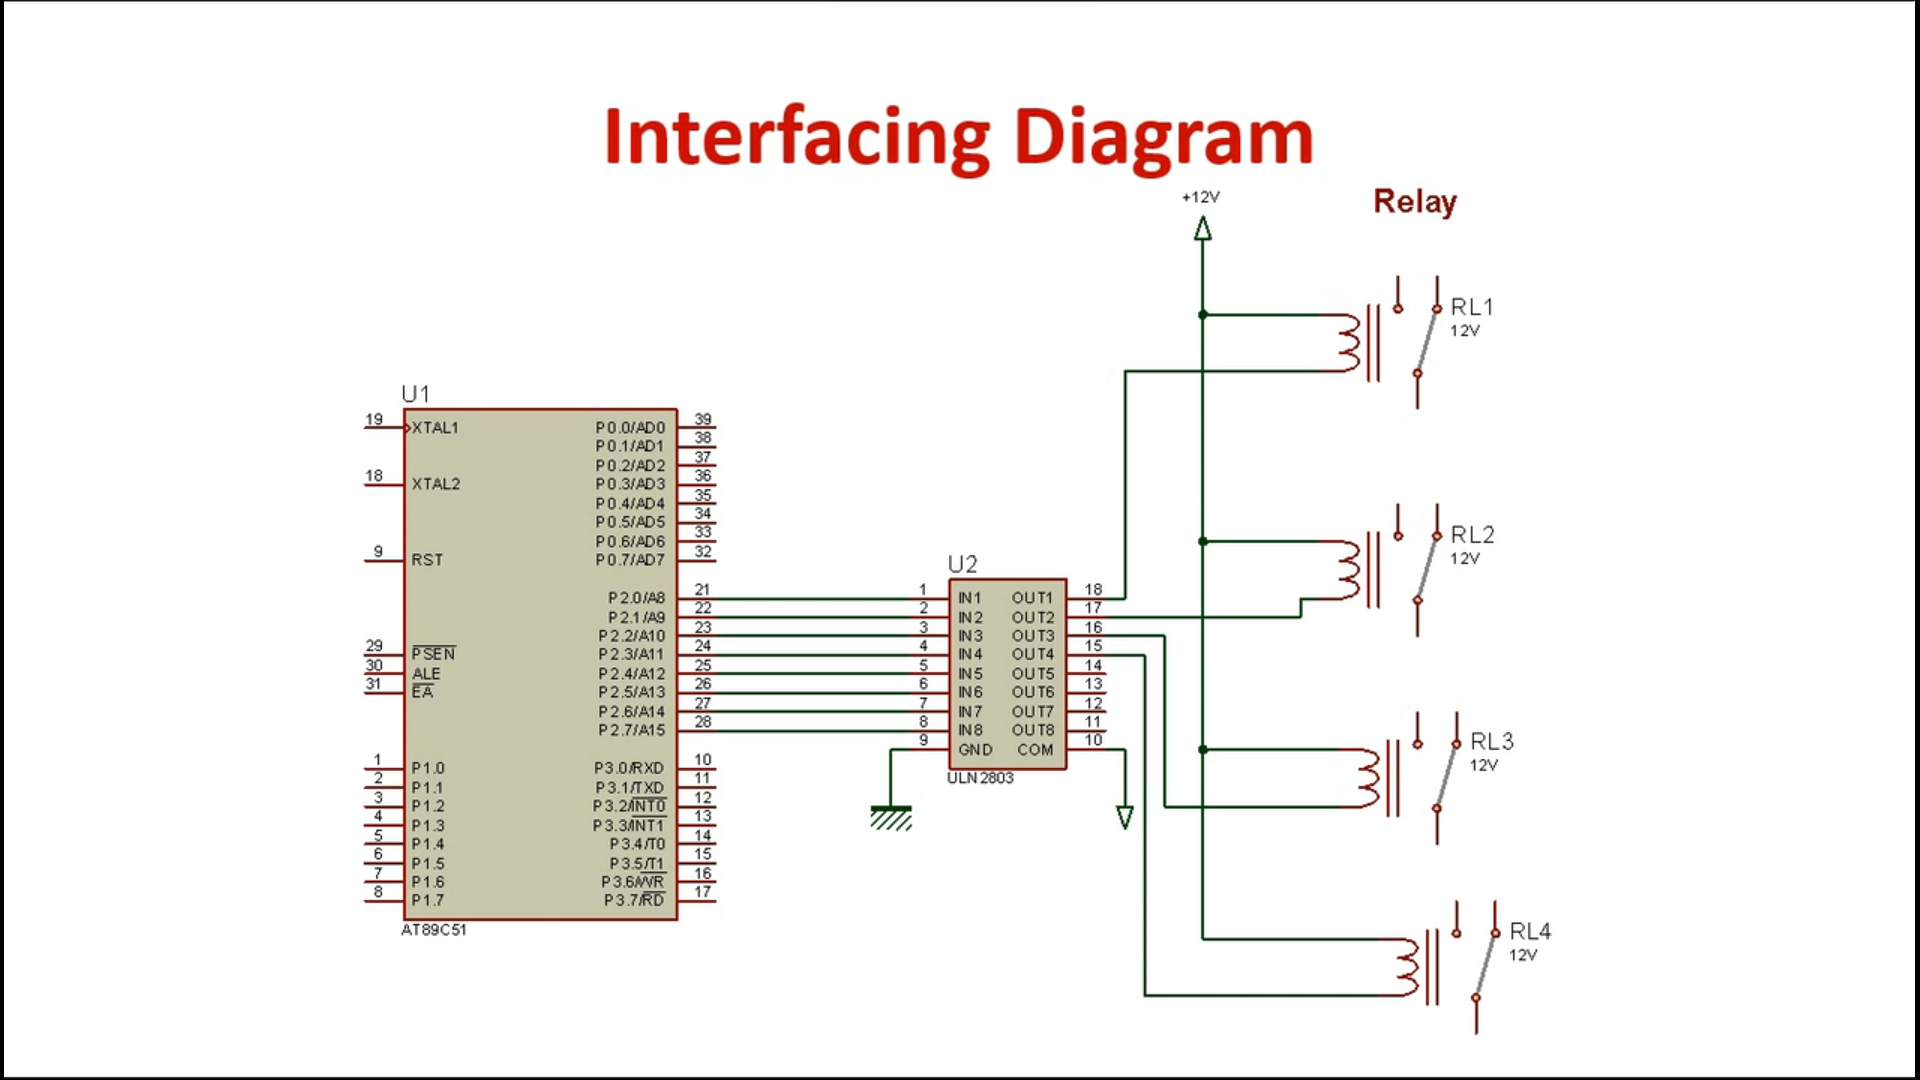 Interfacing Diagram
+12V
Relay
RL1
12V
U1
19 XTAL1 P0.0/AD0 39
P0.1/AD1 38
P0.2/AD2 37
18 XTAL2 P0.3/AD3 36
P0.4/AD4 35
P0.5/AD5 34
P0.6/AD6 33
9 RST P0.7/AD7 32
RL2
12V
U2
P2.0/A8 21 1 IN1 OUT1 18
P2.1/A9 22 2 IN2 OUT2 17
P2.2/A10 23 3 IN3 OUT3 16
29 PSEN P2.3/A11 24 4 IN4 OUT4 15
30 ALE P2.4/A12 25 5 IN5 OUT5 14
31 EA P2.5/A13 26 6 IN6 OUT6 13
P2.6/A14 27 7 IN7 OUT7 12
P2.7/A15 28 8 IN8 OUT8 11
9 GND COM 10
ULN2803
RL3
12V
1 P1.0 P3.0/RXD 10
2 P1.1 P3.1/TXD 11
3 P1.2 P3.2/INT0 12
4 P1.3 P3.3/INT1 13
5 P1.4 P3.4/T0 14
6 P1.5 P3.5/T1 15
7 P1.6 P3.6/WR 16
8 P1.7 P3.7/RD 17
AT89C51
RL4
12V